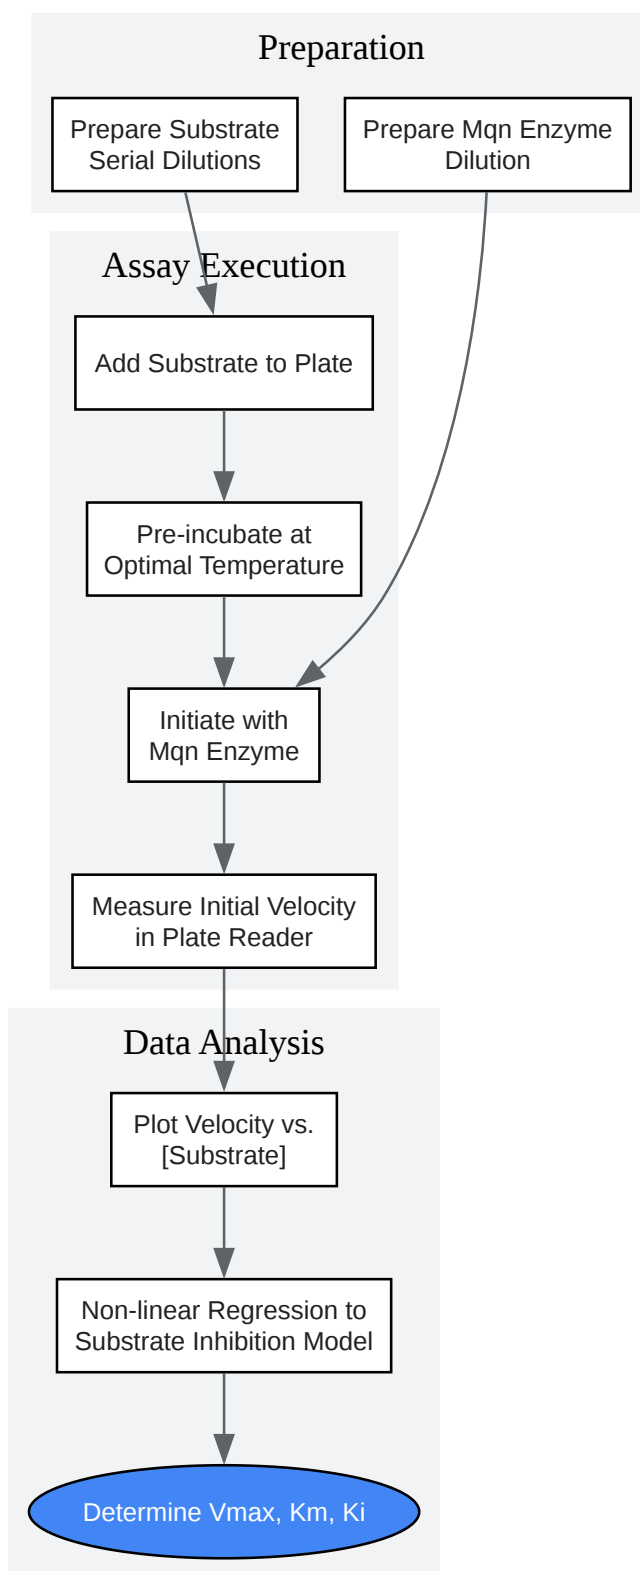 Preparation
Prepare Substrate
Serial Dilutions
Prepare Mqn Enzyme
Dilution
Assay Execution
Add Substrate to Plate
Pre-incubate at
Optimal Temperature
Initiate with
Mqn Enzyme
Measure Initial Velocity
in Plate Reader
Data Analysis
Plot Velocity vs.
[Substrate]
Non-linear Regression to
Substrate Inhibition Model
Determine Vmax, Km, Ki